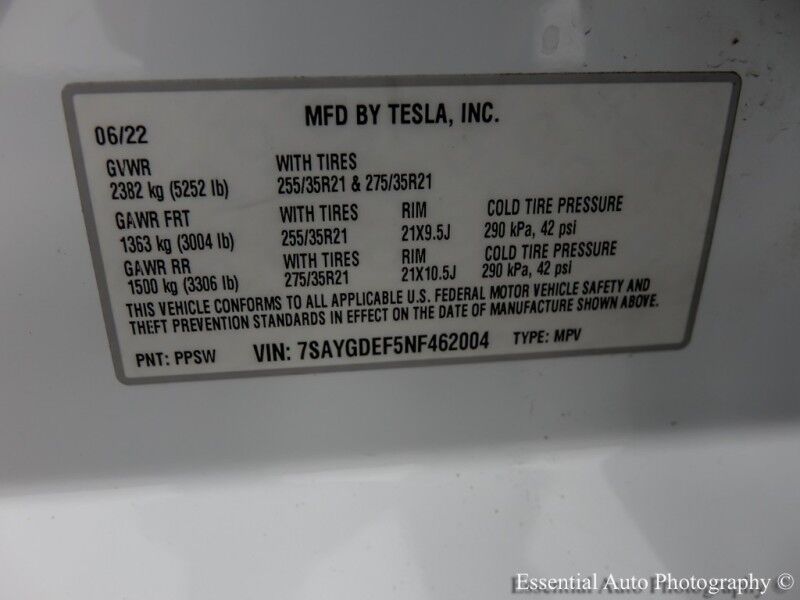 MFD BY TESLA, INC.
06/22
GVWR WITH TIRES
2382 kg (5252 lb) 255/35R21 & 275/35R21
GAWR FRT WITH TIRES RIM COLD TIRE PRESSURE
1363 kg (3004 lb) 255/35R21 21X9.5J 290 kPa, 42 psi
GAWR RR WITH TIRES RIM COLD TIRE PRESSURE
1500 kg (3306 lb) 275/35R21 21X10.5J 290 kPa, 42 psi
THIS VEHICLE CONFORMS TO ALL APPLICABLE U.S. FEDERAL MOTOR VEHICLE SAFETY AND
THEFT PREVENTION STANDARDS IN EFFECT ON THE DATE OF MANUFACTURE SHOWN ABOVE.
PNT: PPSW VIN: 7SAYGDEF5NF462004 TYPE: MPV
Essential Auto Photography ©